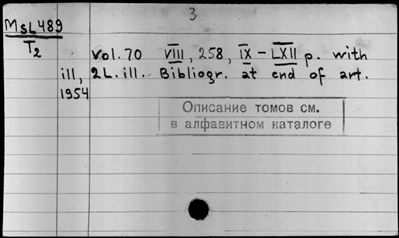 3
MSL489
T2
Vol. 70 VIII, 258, IX - LXII p. with
ill, 2L. ill. Bibliogr. at end of art.
1954
Описание томов см.
в алфавитном каталоге